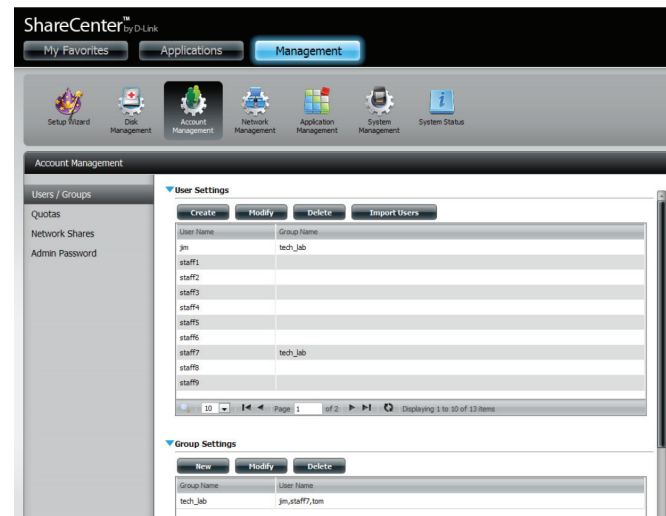 ShareCenter™ by D-Link
My Favorites Applications Management
Setup Wizard Disk Management Account Management Network Management Application Management System Management System Status
Account Management
Users / Groups
Quotas
Network Shares
Admin Password
User Settings
Create Modify Delete Import Users
User Name Group Name
jim tech_lab
staff1
staff2
staff3
staff4
staff5
staff6
staff7 tech_lab
staff8
staff9
10 Page 1 of 2 Displaying 1 to 10 of 13 items
Group Settings
New Modify Delete
Group Name User Name
tech_lab jim,staff7,tom